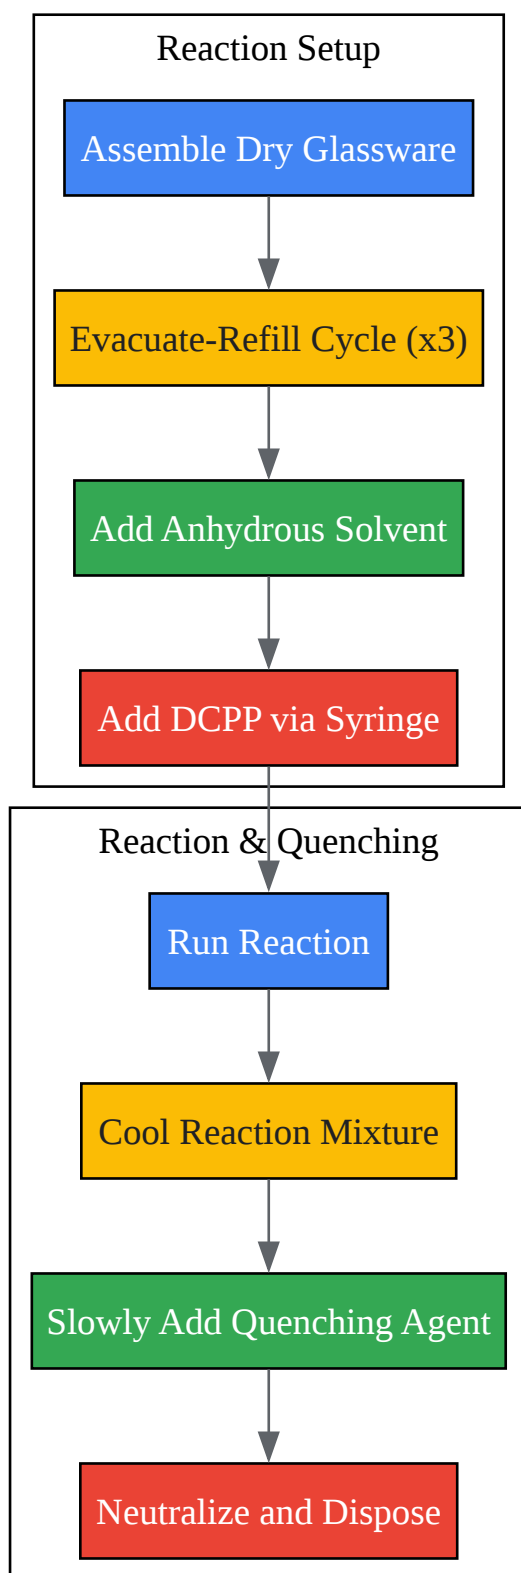 Reaction Setup
Assemble Dry Glassware
Evacuate-Refill Cycle (x3)
Add Anhydrous Solvent
Add DCPP via Syringe
Reaction & Quenching
Run Reaction
Cool Reaction Mixture
Slowly Add Quenching Agent
Neutralize and Dispose